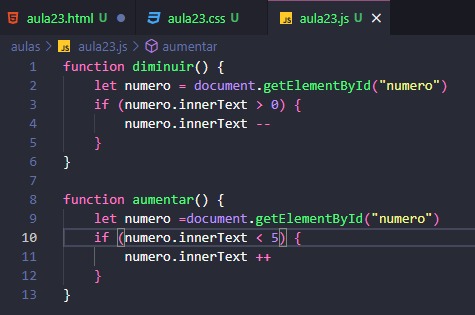 aula23.html U
aula23.css U
JS aula23.js U ×
aulas > JS aula23.js > aumentar
1 function diminuir() {
2 let numero = document.getElementById("numero")
3 if (numero.innerText > 0) {
4 numero.innerText --
5 }
6 }
7
8 function aumentar() {
9 let numero =document.getElementById("numero")
10 if (numero.innerText < 5) {
11 numero.innerText ++
12 }
13 }